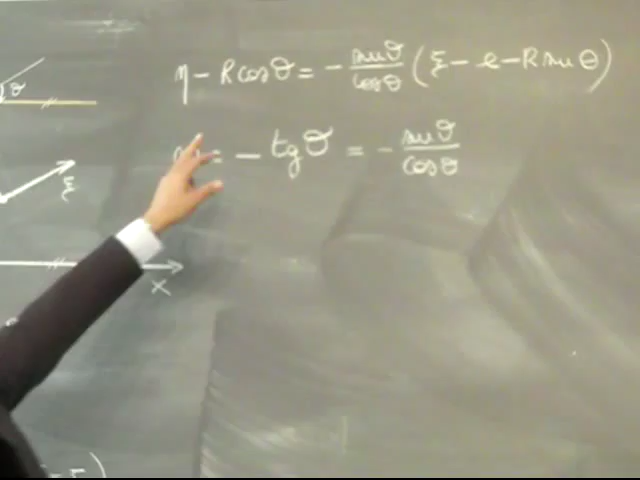 η - R cos ϑ = - sin ϑ / cos ϑ ( ξ - e - R sin θ )
ϑ
= - tg ϑ = - sin ϑ / cos ϑ
ξ
x